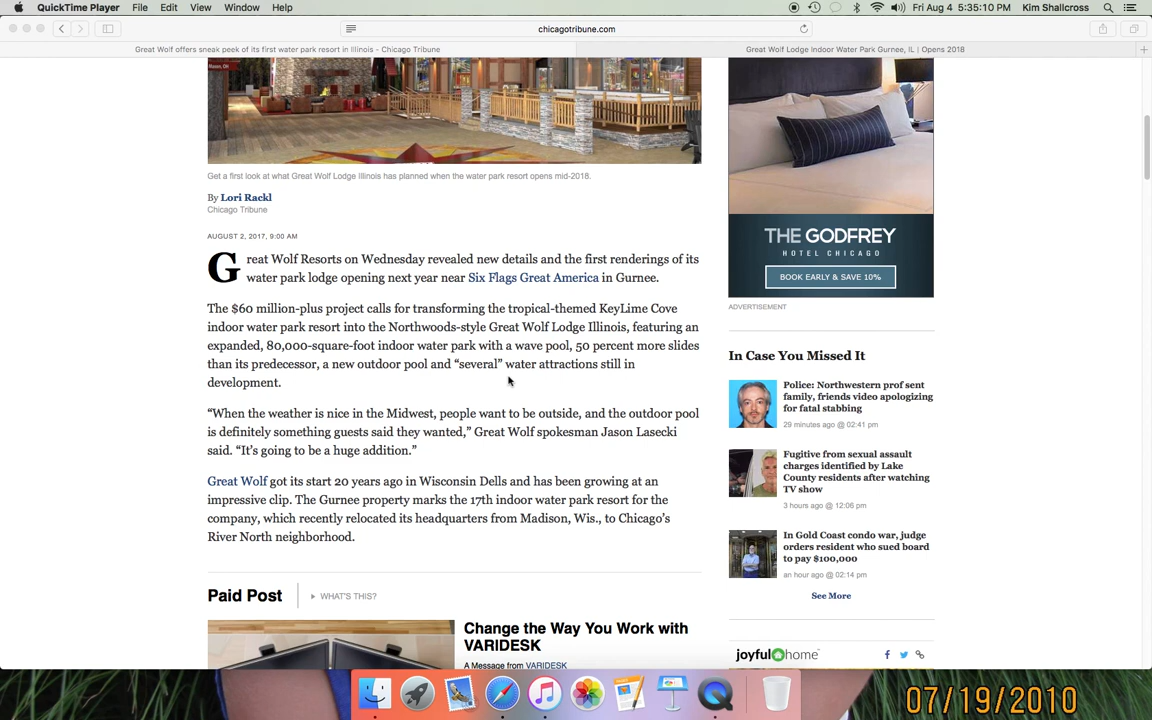 QuickTime Player File Edit View Window Help Fri Aug 4 5:35:10 PM Kim Shallcross
chicagotribune.com
Great Wolf offers sneak peek of its first water park resort in Illinois - Chicago Tribune
Great Wolf Lodge Indoor Water Park Gurnee, IL | Opens 2018
Get a first look at what Great Wolf Lodge Illinois has planned when the water park resort opens mid-2018.
By Lori Rackl
Chicago Tribune
AUGUST 2, 2017, 9:00 AM
Great Wolf Resorts on Wednesday revealed new details and the first renderings of its
water park lodge opening next year near Six Flags Great America in Gurnee.
The $60 million-plus project calls for transforming the tropical-themed KeyLime Cove
indoor water park resort into the Northwoods-style Great Wolf Lodge Illinois, featuring an
expanded, 80,000-square-foot indoor water park with a wave pool, 50 percent more slides
than its predecessor, a new outdoor pool and “several” water attractions still in
development.
“When the weather is nice in the Midwest, people want to be outside, and the outdoor pool
is definitely something guests said they wanted,” Great Wolf spokesman Jason Lasecki
said. “It’s going to be a huge addition.”
Great Wolf got its start 20 years ago in Wisconsin Dells and has been growing at an
impressive clip. The Gurnee property marks the 17th indoor water park resort for the
company, which recently relocated its headquarters from Madison, Wis., to Chicago’s
River North neighborhood.
Paid Post
WHAT'S THIS?
Change the Way You Work with
VARIDESK
A Message from VARIDESK
THE GODFREY
HOTEL CHICAGO
BOOK EARLY & SAVE 10%
ADVERTISEMENT
In Case You Missed It
Police: Northwestern prof sent
family, friends video apologizing
for fatal stabbing
29 minutes ago @ 02:41 pm
Fugitive from sexual assault
charges identified by Lake
County residents after watching
TV show
3 hours ago @ 12:06 pm
In Gold Coast condo war, judge
orders resident who sued board
to pay $100,000
an hour ago @ 02:14 pm
See More
joyful home
07/19/2010